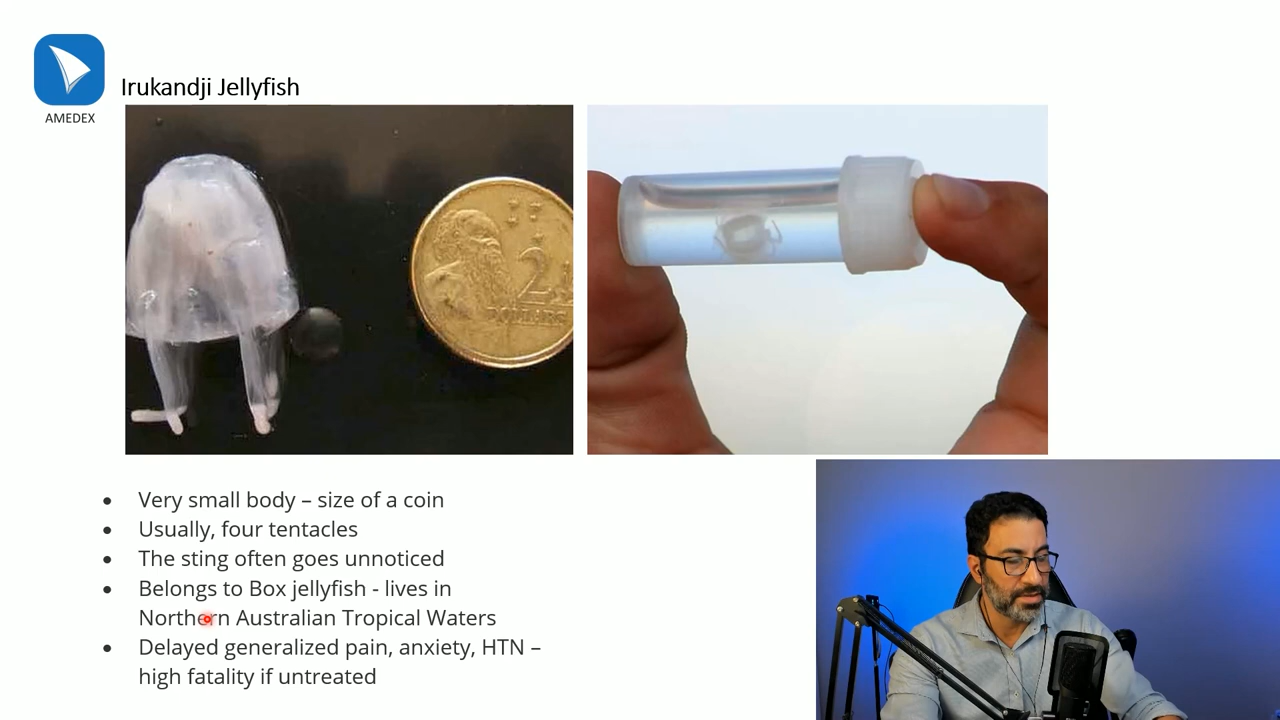 AMEDEX
Irukandji Jellyfish
2
DOLLARS
Very small body – size of a coin
Usually, four tentacles
The sting often goes unnoticed
Belongs to Box jellyfish - lives in
Northern Australian Tropical Waters
Delayed generalized pain, anxiety, HTN –
high fatality if untreated